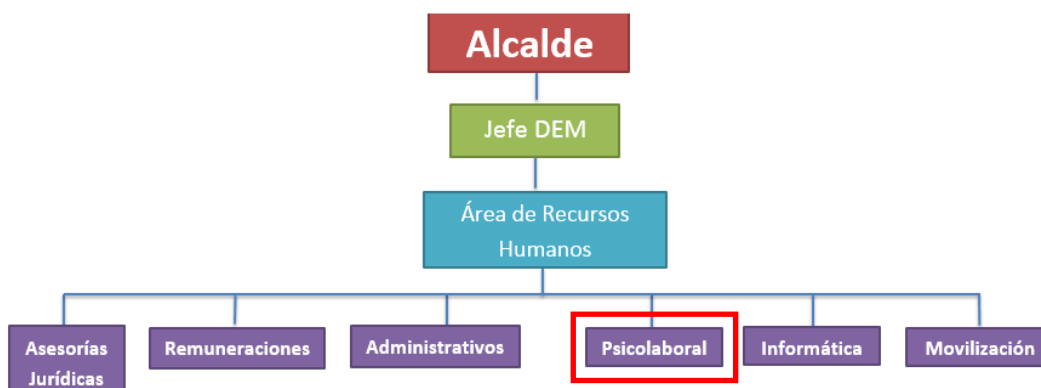 Alcalde
Jefe DEM
Área de Recursos
Humanos
Asesorías
Jurídicas
Remuneraciones
Administrativos
Psicolaboral
Informática
Movilización